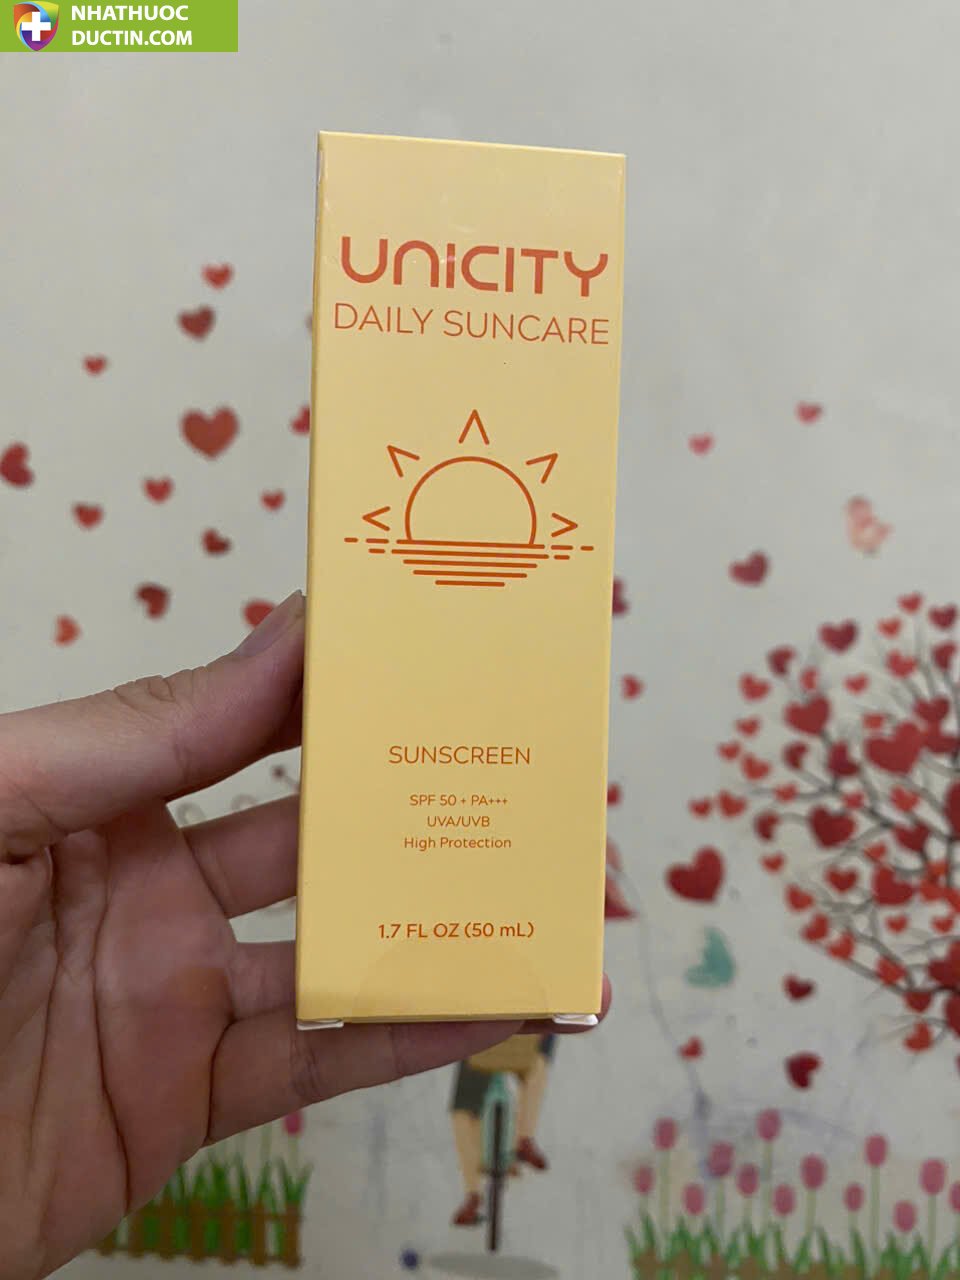 NHATHUOC
DUCTIN.COM
UNICITY
DAILY SUNCARE
SUNSCREEN
SPF 50 + PA+++
UVA/UVB
High Protection
1.7 FL OZ (50 mL)